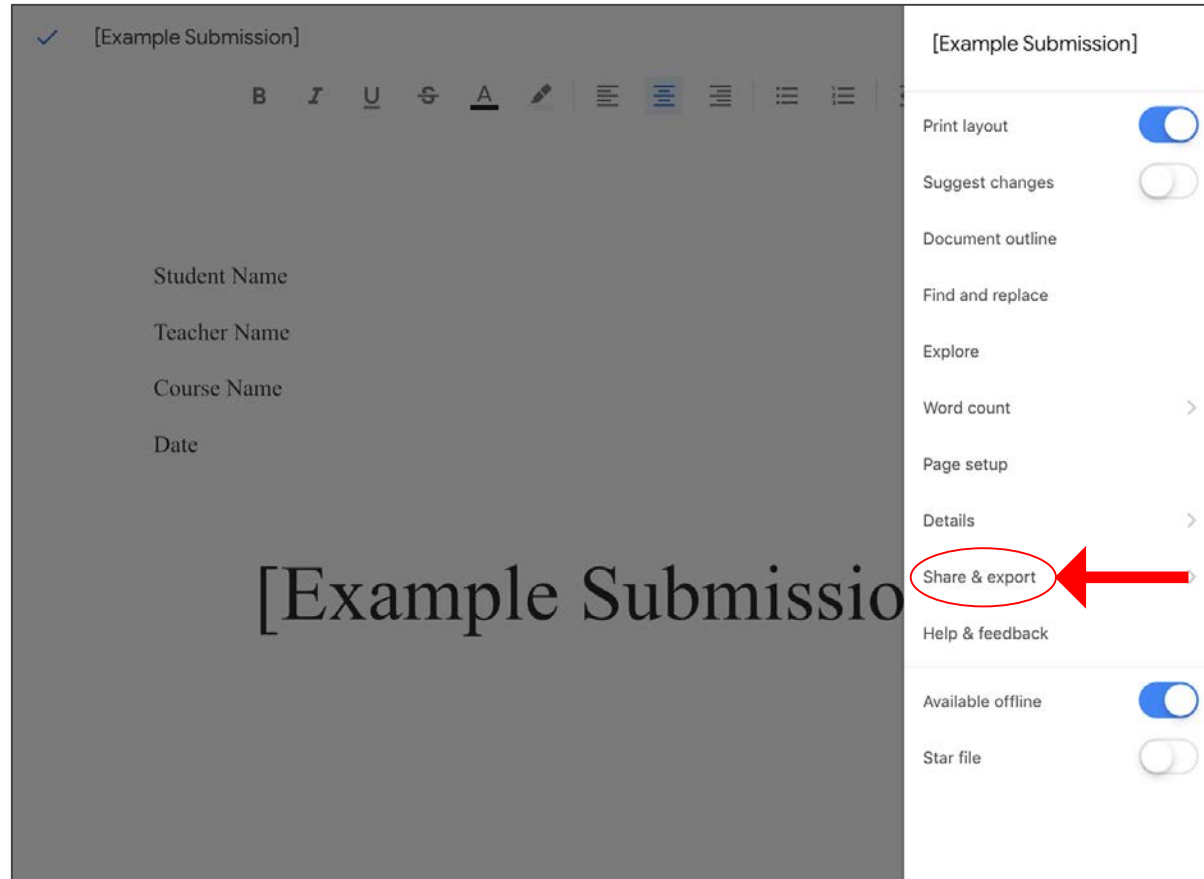 [Example Submission]
B I U S A
Student Name
Teacher Name
Course Name
Date
[Example Submissio
[Example Submission]
Print layout
Suggest changes
Document outline
Find and replace
Explore
Word count
Page setup
Details
Share & export
Help & feedback
Available offline
Star file